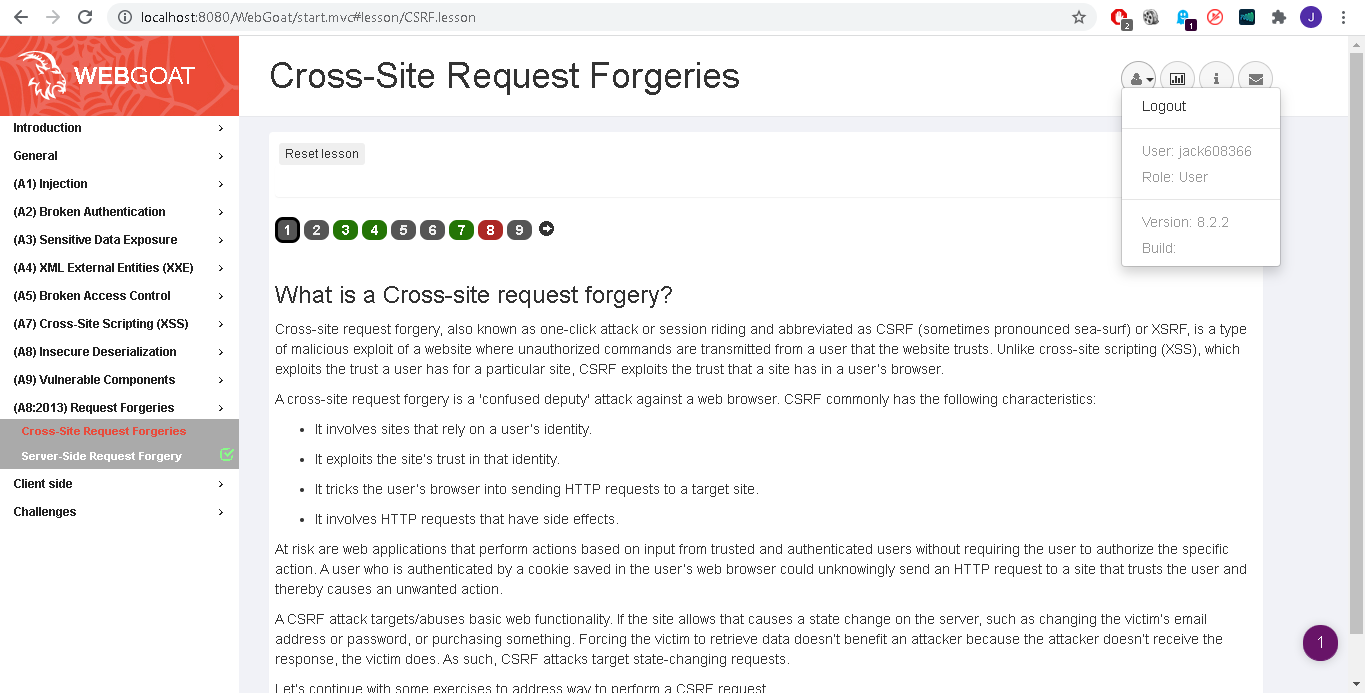 localhost:8080/WebGoat/start.mvc#lesson/CSRF.lesson
2
1
J
WEBGOAT
Cross-Site Request Forgeries
Logout
User: jack608366
Role: User
Version: 8.2.2
Build:
Introduction
General
(A1) Injection
(A2) Broken Authentication
(A3) Sensitive Data Exposure
(A4) XML External Entities (XXE)
(A5) Broken Access Control
(A7) Cross-Site Scripting (XSS)
(A8) Insecure Deserialization
(A9) Vulnerable Components
(A8:2013) Request Forgeries
Cross-Site Request Forgeries
Server-Side Request Forgery
Client side
Challenges
Reset lesson
1 2 3 4 5 6 7 8 9
What is a Cross-site request forgery?
Cross-site request forgery, also known as one-click attack or session riding and abbreviated as CSRF (sometimes pronounced sea-surf) or XSRF, is a type
of malicious exploit of a website where unauthorized commands are transmitted from a user that the website trusts. Unlike cross-site scripting (XSS), which
exploits the trust a user has for a particular site, CSRF exploits the trust that a site has in a user's browser.
A cross-site request forgery is a 'confused deputy' attack against a web browser. CSRF commonly has the following characteristics:
• It involves sites that rely on a user's identity.
• It exploits the site's trust in that identity.
• It tricks the user's browser into sending HTTP requests to a target site.
• It involves HTTP requests that have side effects.
At risk are web applications that perform actions based on input from trusted and authenticated users without requiring the user to authorize the specific
action. A user who is authenticated by a cookie saved in the user's web browser could unknowingly send an HTTP request to a site that trusts the user and
thereby causes an unwanted action.
A CSRF attack targets/abuses basic web functionality. If the site allows that causes a state change on the server, such as changing the victim's email
address or password, or purchasing something. Forcing the victim to retrieve data doesn't benefit an attacker because the attacker doesn't receive the
response, the victim does. As such, CSRF attacks target state-changing requests.
Let's continue with some exercises to address way to perform a CSRF request.
1